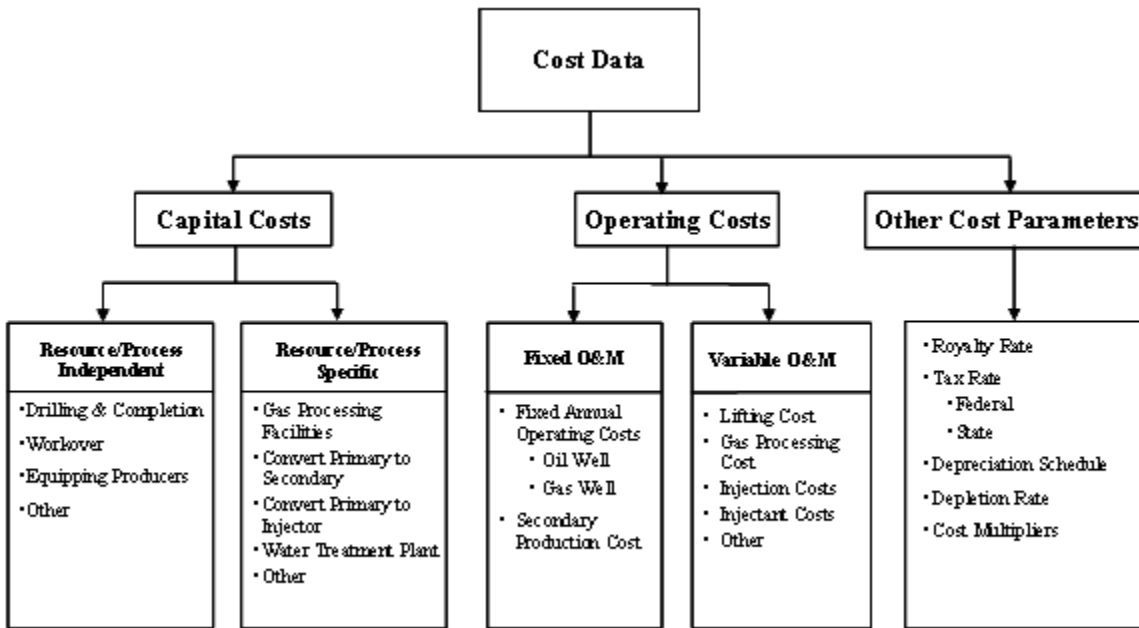 Cost Data
Capital Costs
Operating Costs
Other Cost Parameters
Resource/Process
Independent
• Drilling & Completion
• Workover
• Equipping Producers
• Other
Resource/Process
Specific
• Gas Processing
Facilities
• Convert Primary to
Secondary
• Convert Primary to
Injector
• Water Treatment Plant
• Other
Fixed O&M
• Fixed Annual
Operating Costs
• Oil Well
• Gas Well
• Secondary
Production Cost
Variable O&M
• Lifting Cost
• Gas Processing
Cost
• Injection Costs
• Injectant Costs
• Other
• Royalty Rate
• Tax Rate
• Federal
• State
• Depreciation Schedule
• Depletion Rate
• Cost Multipliers